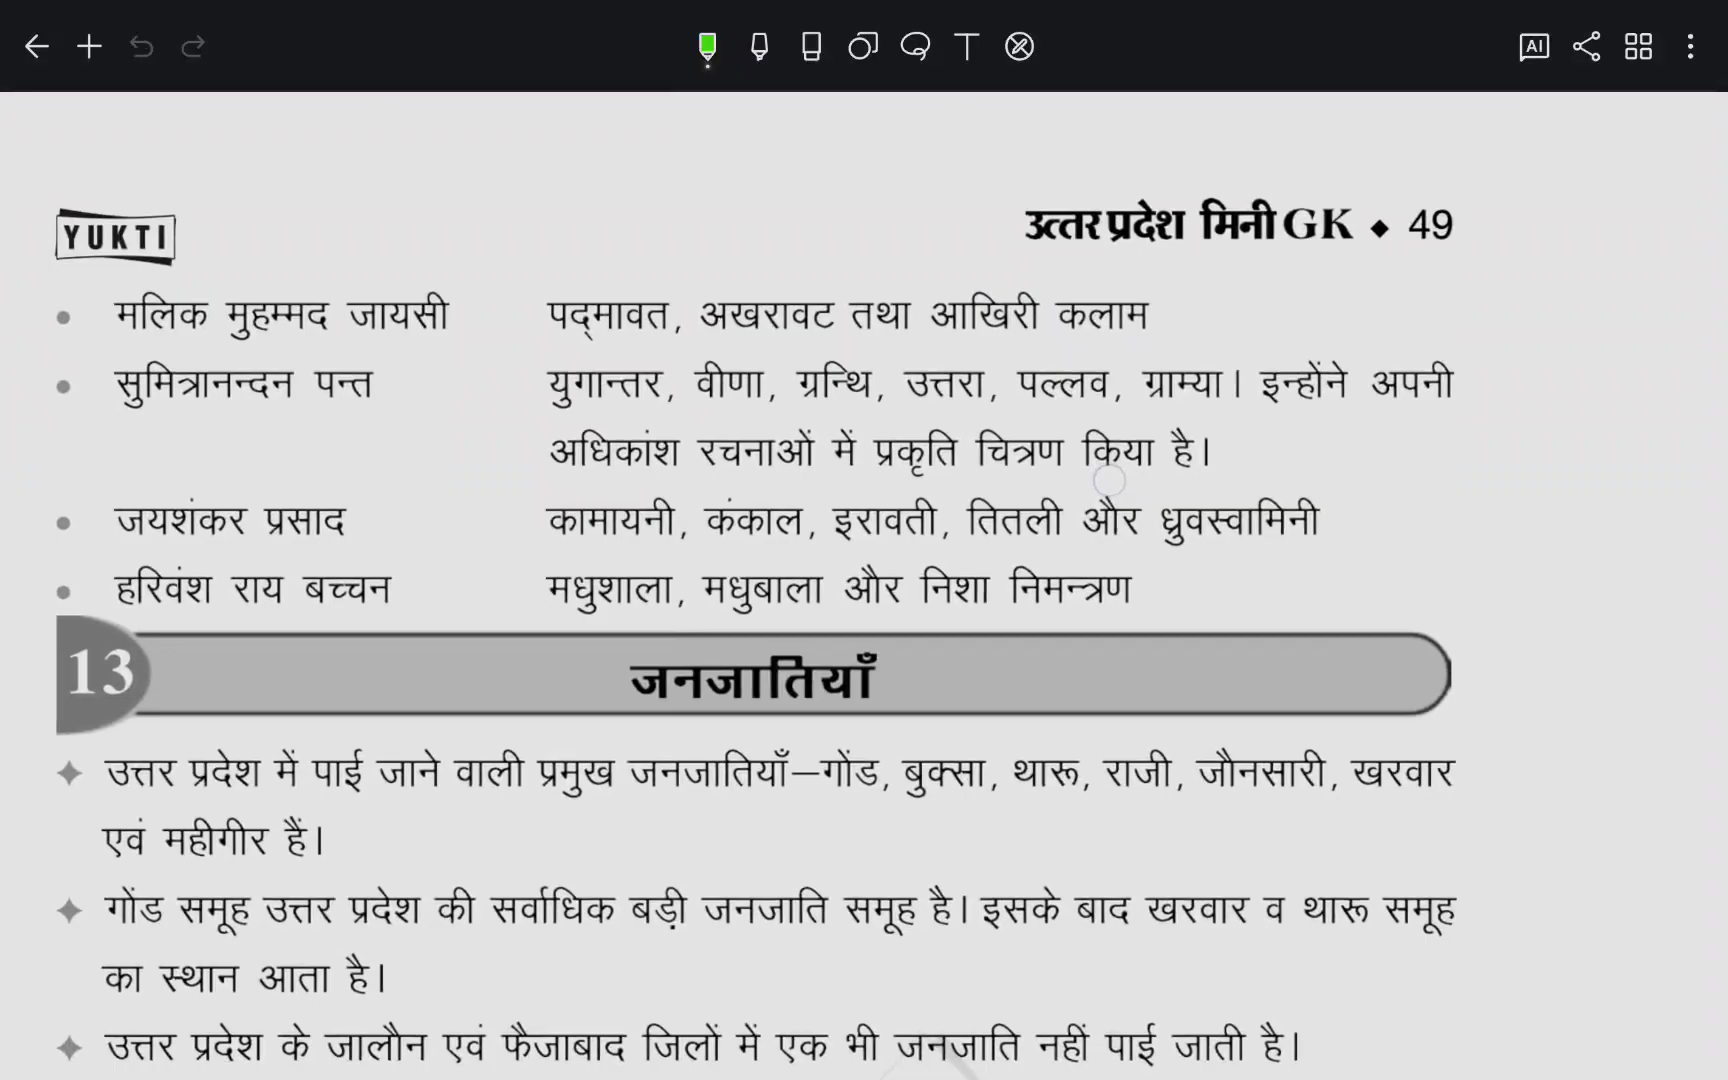 AI
YUKTI
उत्तर प्रदेश मिनी GK ◆ 49
• मलिक मुहम्मद जायसी पद्‌मावत, अखरावट तथा आखिरी कलाम
• सुमित्रानन्दन पन्त युगान्तर, वीणा, ग्रन्थि, उत्तरा, पल्लव, ग्राम्या। इन्होंने अपनी
अधिकांश रचनाओं में प्रकृति चित्रण किया है।
• जयशंकर प्रसाद कामायनी, कंकाल, इरावती, तितली और ध्रुवस्वामिनी
• हरिवंश राय बच्चन मधुशाला, मधुबाला और निशा निमन्त्रण
13 जनजातियाँ
✦ उत्तर प्रदेश में पाई जाने वाली प्रमुख जनजातियाँ—गोंड, बुक्सा, थारू, राजी, जौनसारी, खरवार
एवं महीगीर हैं।
✦ गोंड समूह उत्तर प्रदेश की सर्वाधिक बड़ी जनजाति समूह है। इसके बाद खरवार व थारू समूह
का स्थान आता है।
✦ उत्तर प्रदेश के जालौन एवं फैजाबाद जिलों में एक भी जनजाति नहीं पाई जाती है।